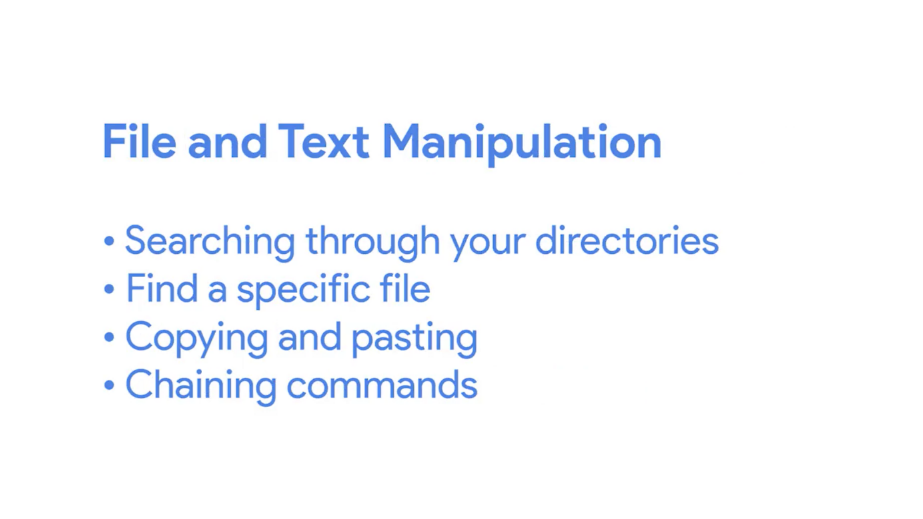 File and Text Manipulation
• Searching through your directories
• Find a specific file
• Copying and pasting
• Chaining commands